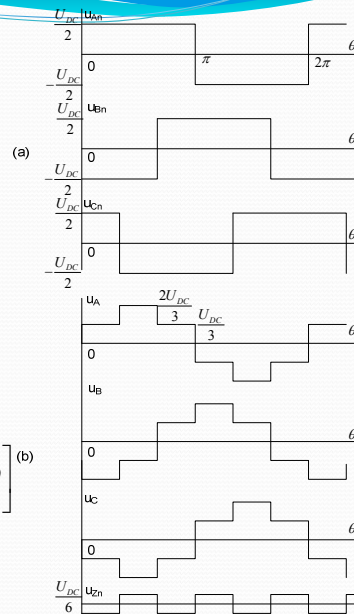 U_DC/2 u_An
θ
0 π 2π
-U_DC/2
U_DC/2 u_Bn
(a)
θ
0
-U_DC/2
U_DC/2 u_Cn
θ
0
-U_DC/2
u_A 2U_DC/3 U_DC/3
θ
0
u_B
θ
(b) 0
u_C
θ
0
U_DC/6 u_Zn